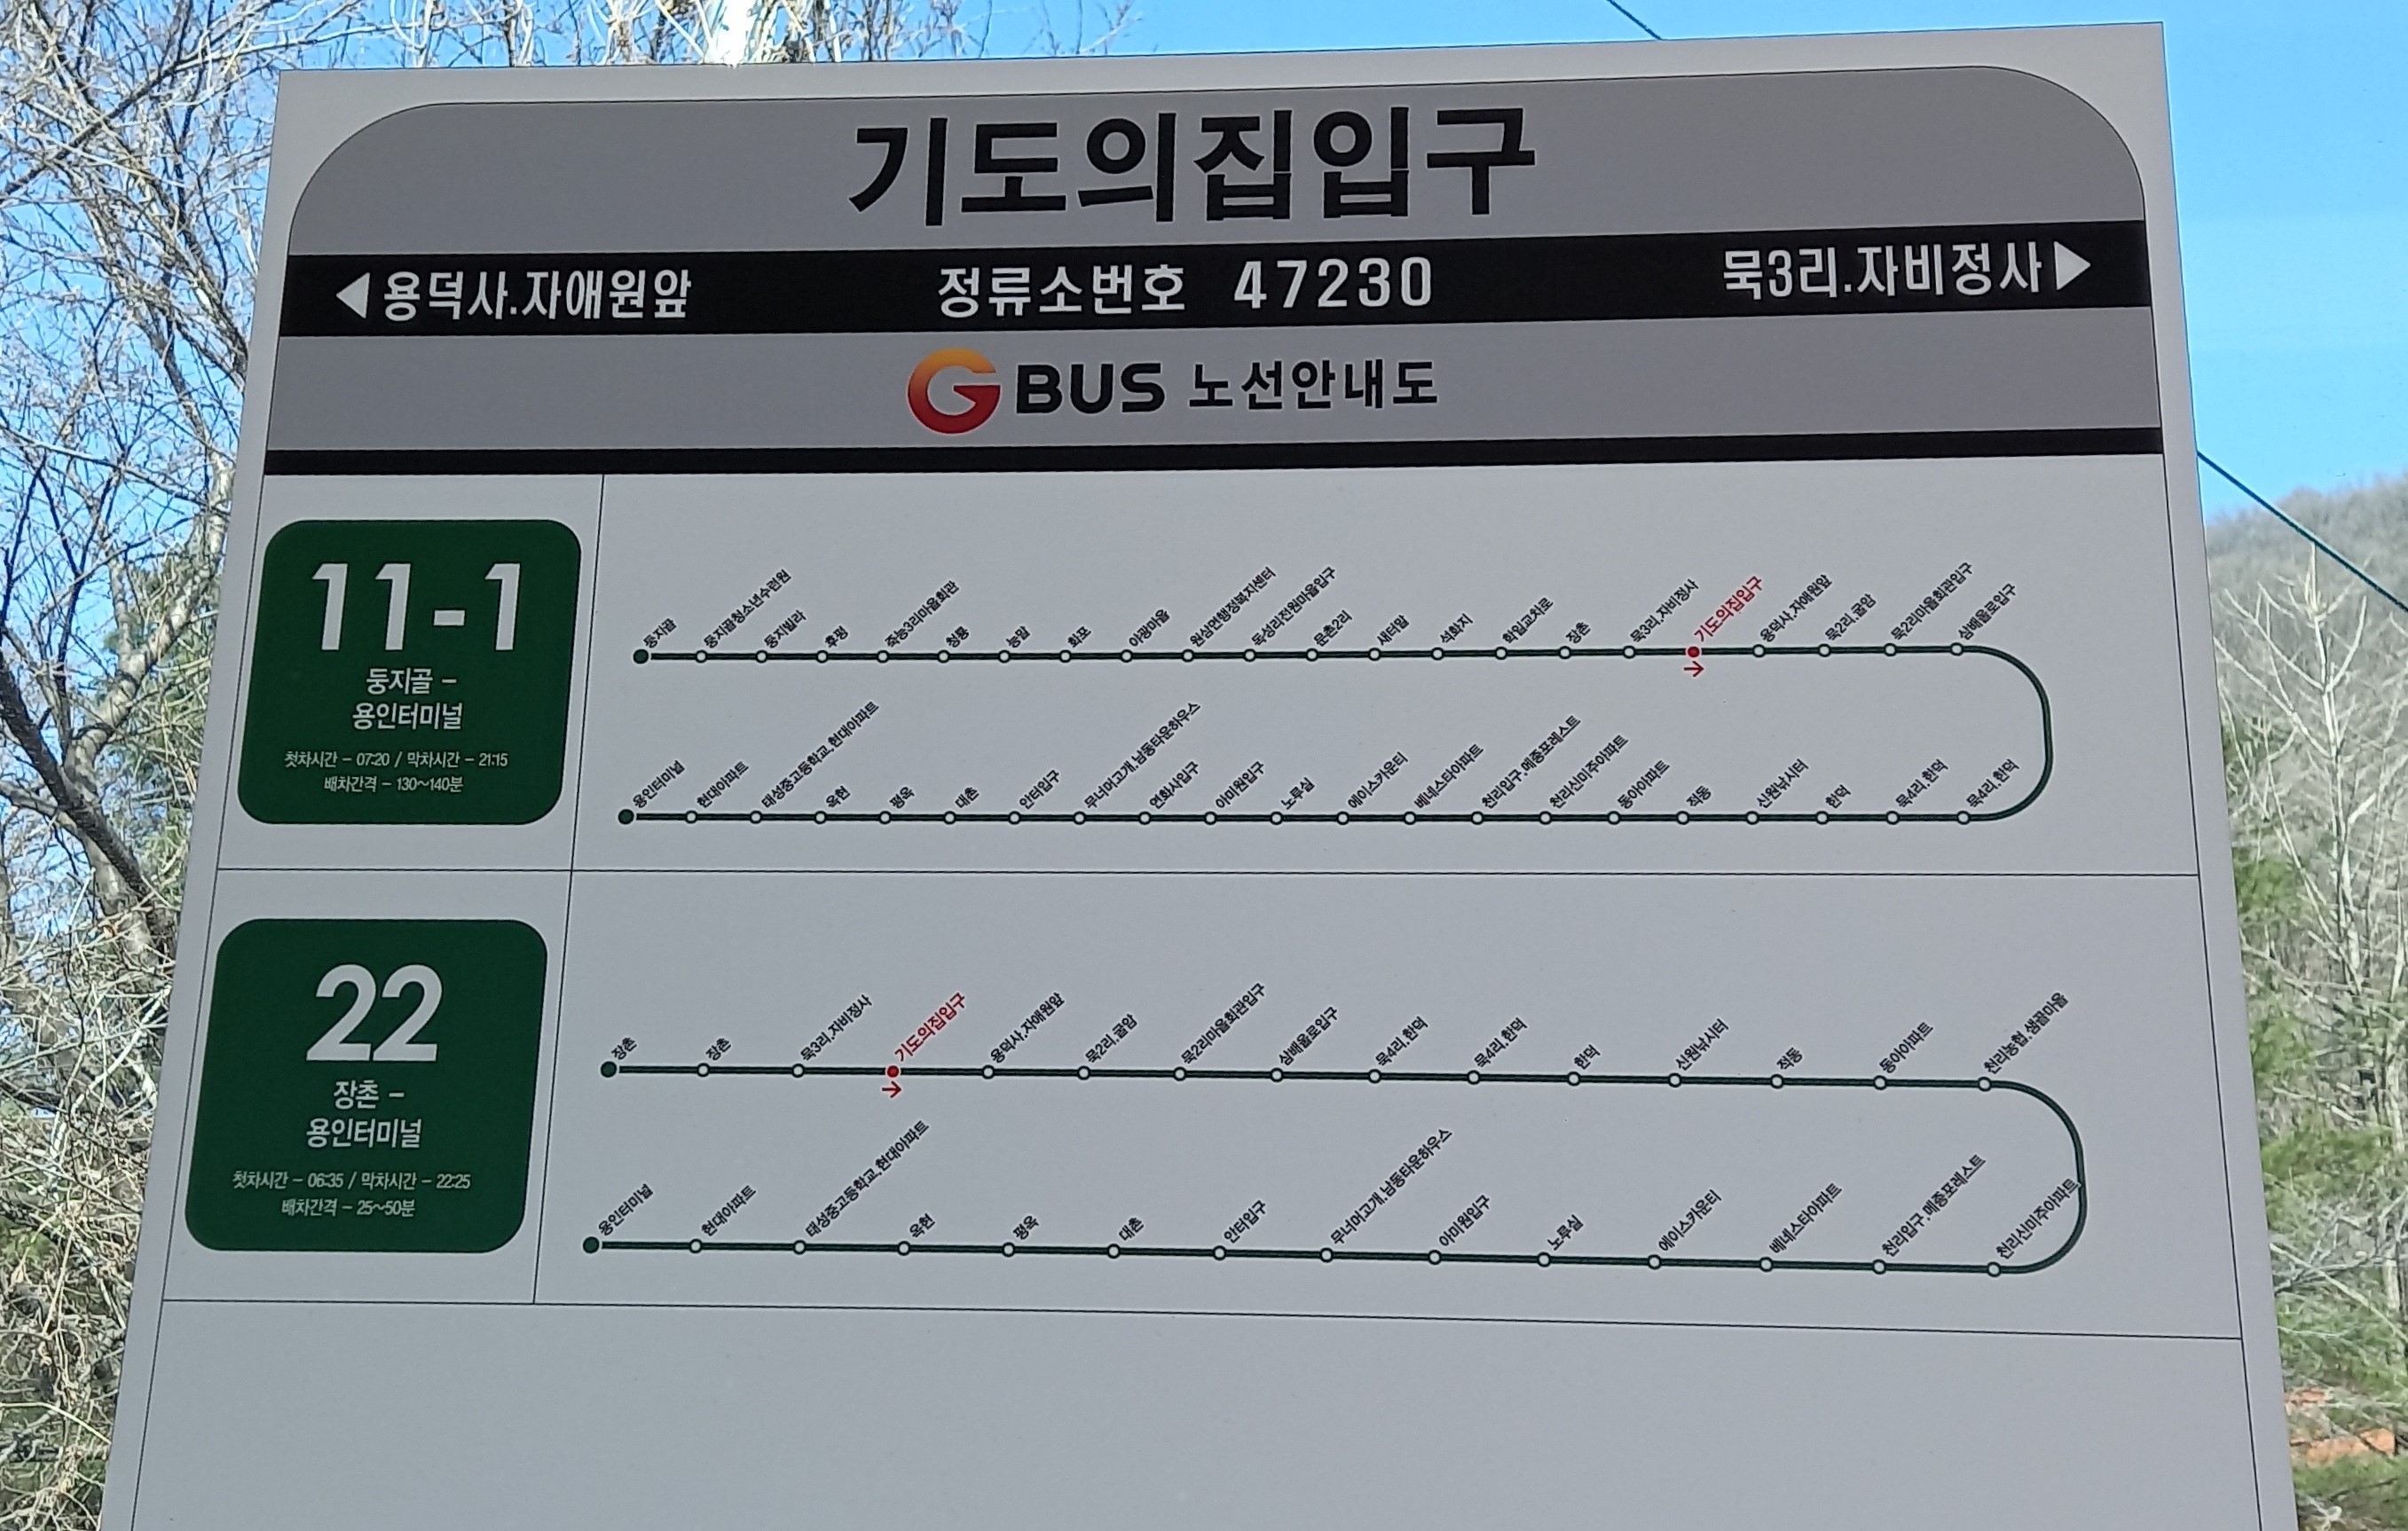 기도의집입구
◀용덕사.자애원앞 정류소번호 47230 묵3리.자비정사▶
G BUS 노선안내도
11-1
둥지골 –
용인터미널
첫차시간 – 07:20 / 막차시간 – 21:15
배차간격 – 130~140분
둥지골
둥지골청소년수련원
둥지빌라
후평
죽능3리마을회관
청룡
능말
회포
야광마을
원삼면행정복지센터
독성리전원마을입구
문촌2리
새터말
석화지
학일교차로
장촌
묵3리.자비정사
기도의집입구
용덕사.자애원앞
묵2리.굴암
묵2리마을회관입구
삼배울로입구
용인터미널
현대아파트
태성중고등학교.현대아파트
옥현
평옥
대촌
안터입구
무너머고개.남동타운하우스
연화사입구
아미원입구
노루실
에이스카운티
베네스타아파트
천리입구.메종포레스트
천리신미주아파트
동아아파트
적동
신원낚시터
한덕
묵4리.한덕
묵4리.한덕
22
장촌 –
용인터미널
첫차시간 – 06:35 / 막차시간 – 22:25
배차간격 – 25~50분
장촌
장촌
묵3리.자비정사
기도의집입구
용덕사.자애원앞
묵2리.굴암
묵2리마을회관입구
삼배울로입구
묵4리.한덕
묵4리.한덕
한덕
신원낚시터
적동
동아아파트
천리농협.샘골마을
용인터미널
현대아파트
태성중고등학교.현대아파트
옥현
평옥
대촌
안터입구
무너머고개.남동타운하우스
아미원입구
노루실
에이스카운티
베네스타아파트
천리입구.메종포레스트
천리신미주아파트